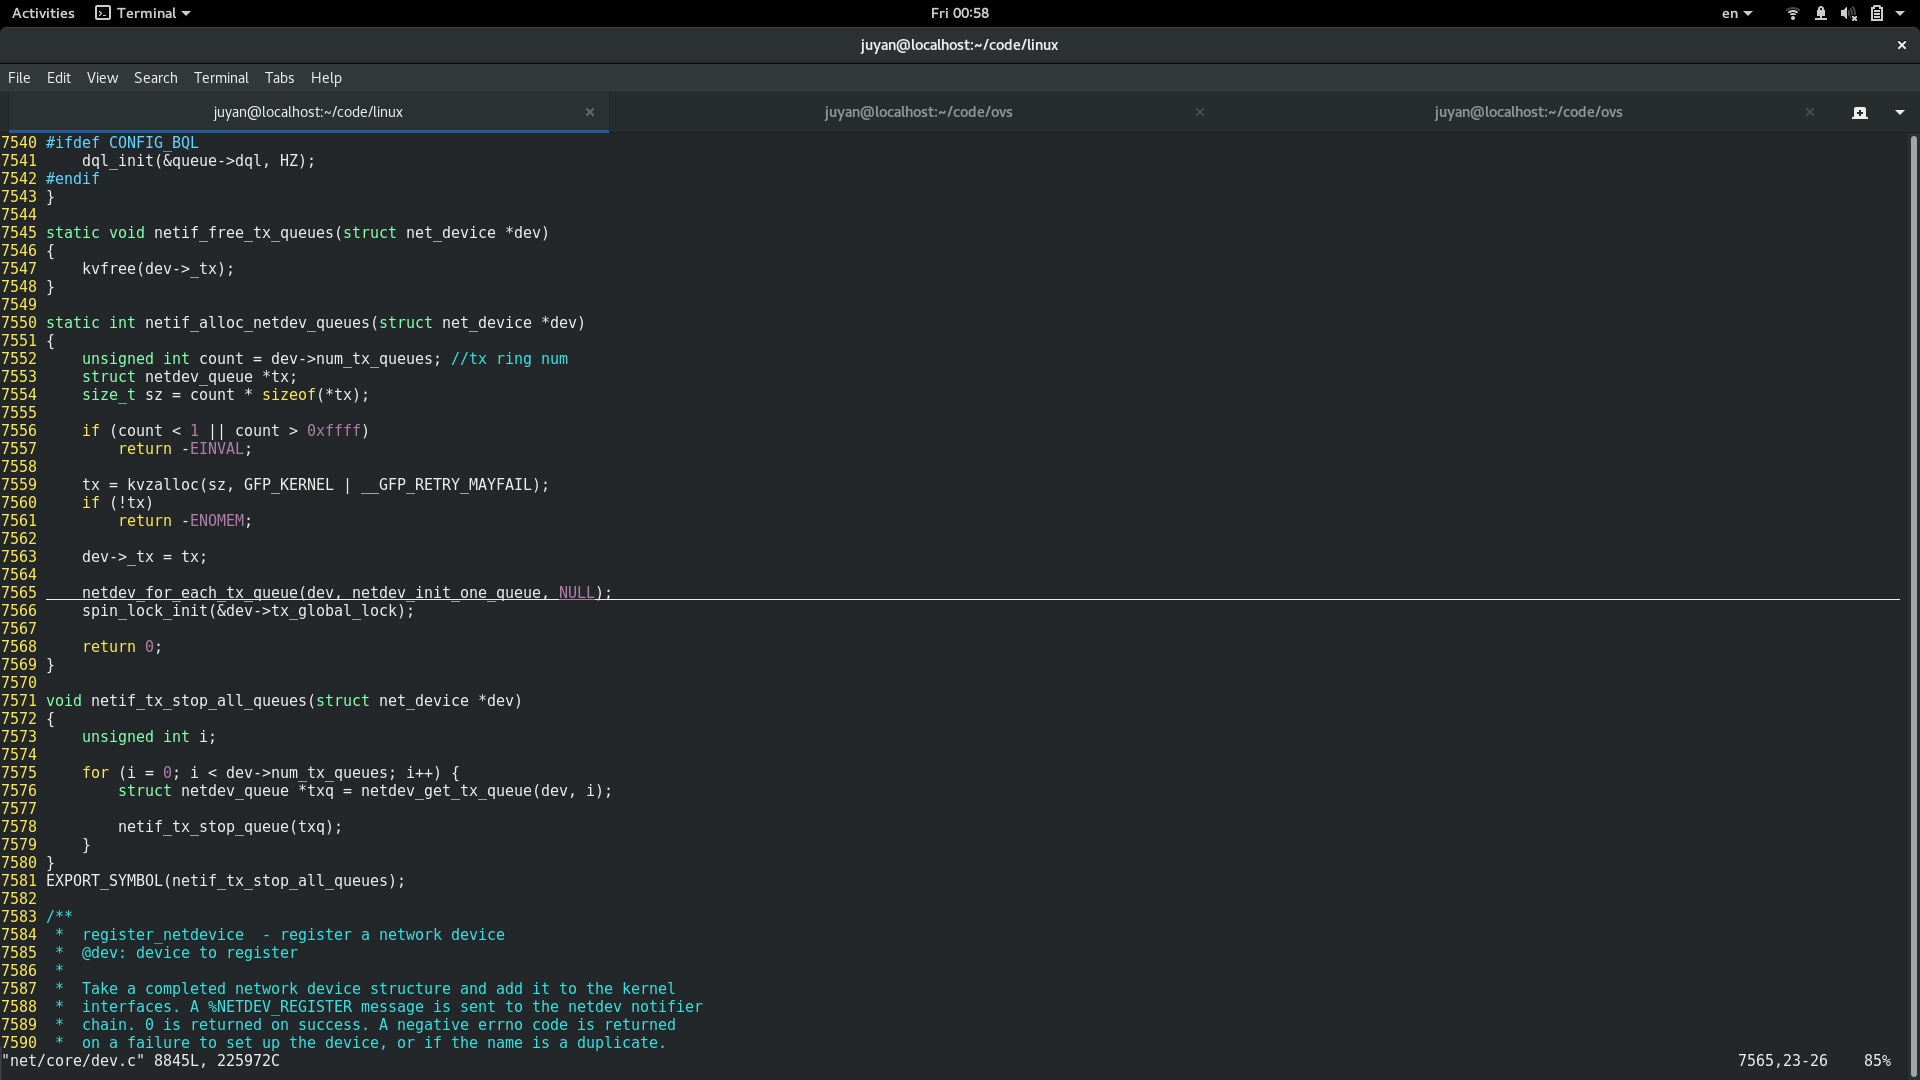 Activities Terminal Fri 00:58 en
juyan@localhost:~/code/linux
File Edit View Search Terminal Tabs Help
juyan@localhost:~/code/linux juyan@localhost:~/code/ovs juyan@localhost:~/code/ovs
7540 #ifdef CONFIG_BQL
7541     dql_init(&queue->dql, HZ);
7542 #endif
7543 }
7544
7545 static void netif_free_tx_queues(struct net_device *dev)
7546 {
7547     kvfree(dev->_tx);
7548 }
7549
7550 static int netif_alloc_netdev_queues(struct net_device *dev)
7551 {
7552     unsigned int count = dev->num_tx_queues; //tx ring num
7553     struct netdev_queue *tx;
7554     size_t sz = count * sizeof(*tx);
7555
7556     if (count < 1 || count > 0xffff)
7557         return -EINVAL;
7558
7559     tx = kvzalloc(sz, GFP_KERNEL | __GFP_RETRY_MAYFAIL);
7560     if (!tx)
7561         return -ENOMEM;
7562
7563     dev->_tx = tx;
7564
7565     netdev_for_each_tx_queue(dev, netdev_init_one_queue, NULL);
7566     spin_lock_init(&dev->tx_global_lock);
7567
7568     return 0;
7569 }
7570
7571 void netif_tx_stop_all_queues(struct net_device *dev)
7572 {
7573     unsigned int i;
7574
7575     for (i = 0; i < dev->num_tx_queues; i++) {
7576         struct netdev_queue *txq = netdev_get_tx_queue(dev, i);
7577
7578         netif_tx_stop_queue(txq);
7579     }
7580 }
7581 EXPORT_SYMBOL(netif_tx_stop_all_queues);
7582
7583 /**
7584  *  register_netdevice  - register a network device
7585  *  @dev: device to register
7586  *
7587  *  Take a completed network device structure and add it to the kernel
7588  *  interfaces. A %NETDEV_REGISTER message is sent to the netdev notifier
7589  *  chain. 0 is returned on success. A negative errno code is returned
7590  *  on a failure to set up the device, or if the name is a duplicate.
"net/core/dev.c" 8845L, 225972C 7565,23-26 85%